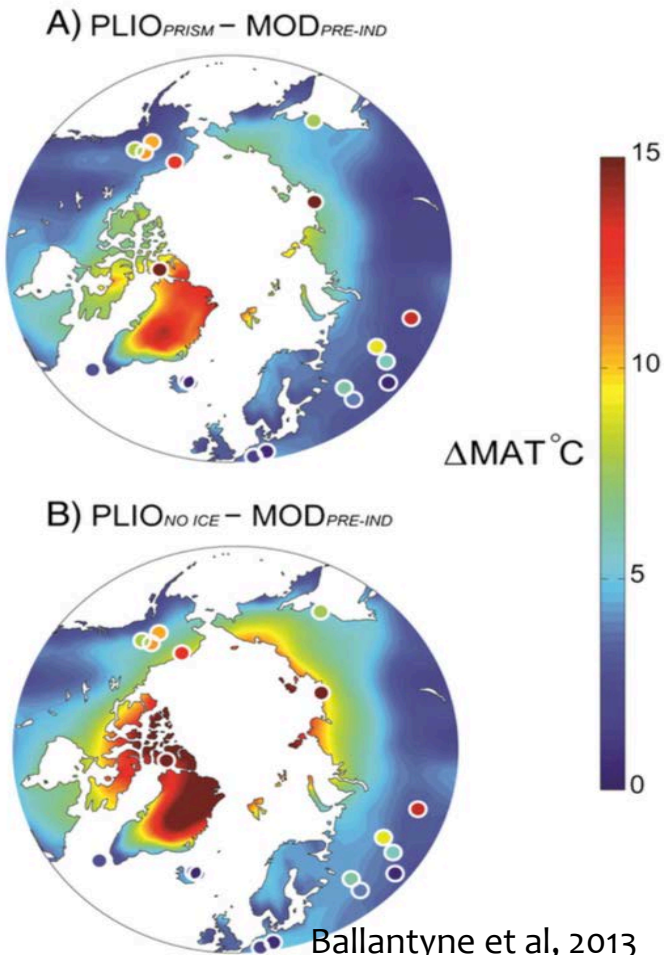 A) PLIOPRISM – MODPRE-IND
15
10
ΔMAT°C
5
0
B) PLIONO ICE – MODPRE-IND
Ballantyne et al, 2013